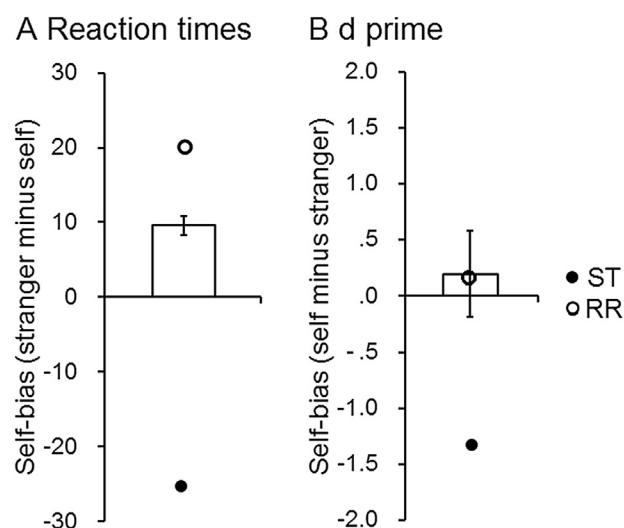 A Reaction times
Self-bias (stranger minus self)
30
20
10
0
-10
-20
-30
B d prime
Self-bias (self minus stranger)
2.0
1.5
1.0
.5
.0
-.5
-1.0
-1.5
-2.0
ST
RR